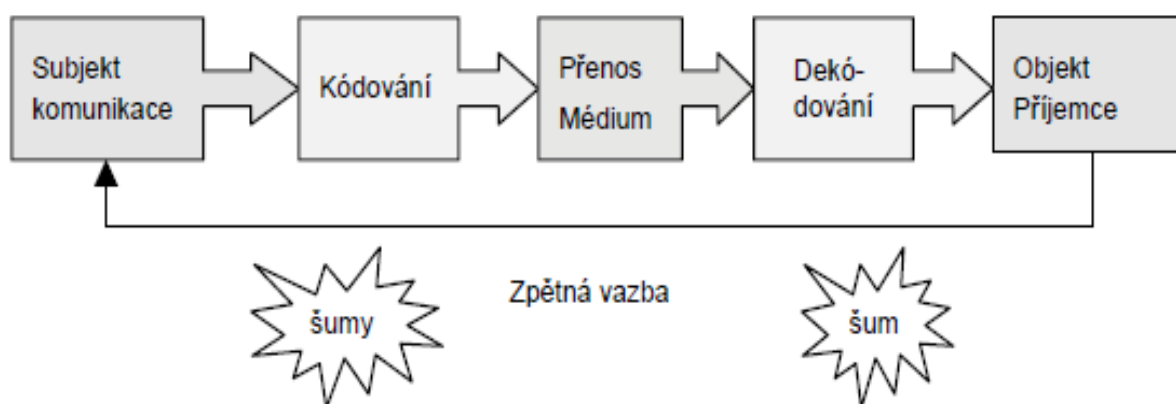 Subjekt
komunikace
Kódování
Přenos
Médium
Dekó-
dování
Objekt
Příjemce
Zpětná vazba
šumy
šum